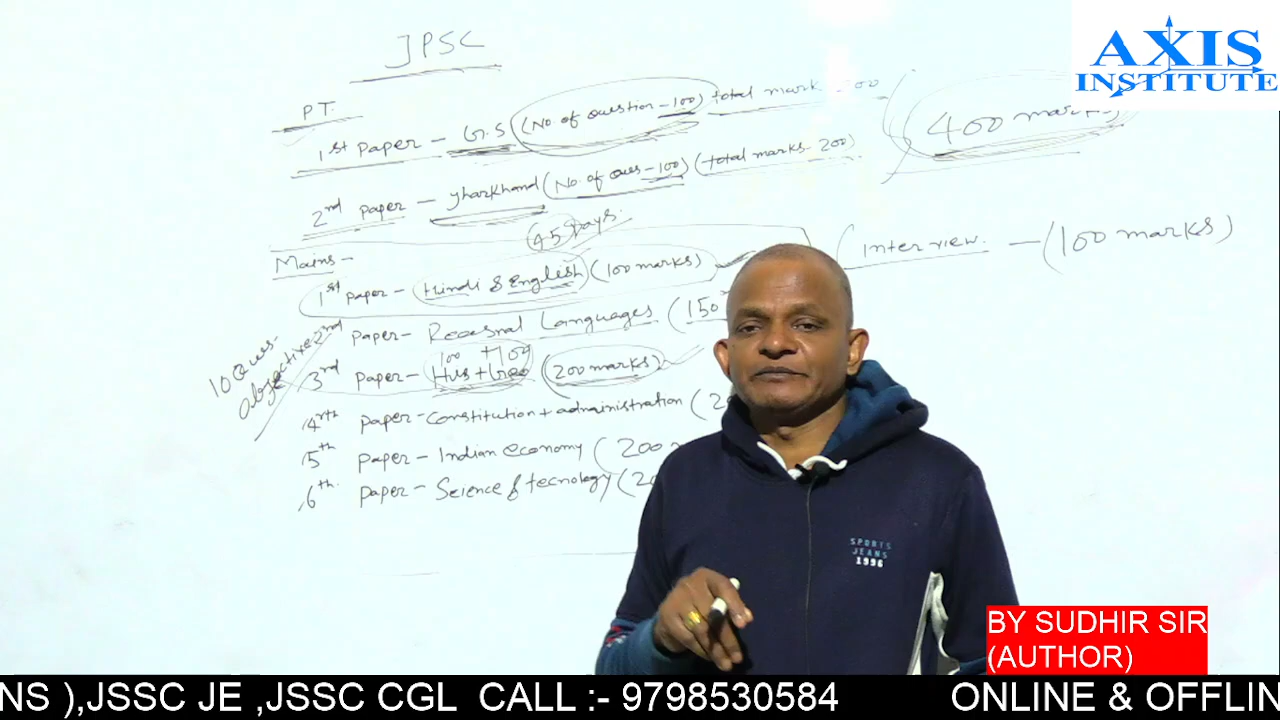 AXIS
INSTITUTE
JPSC
PT.
1st Paper - G.S (No of question - 100) total mark 200
400 marks
2nd Paper - Jharkhand (No of ques - 100) (total marks - 200)
45 Days.
Mains -
Interview. - (100 marks)
1st Paper - Hindi & English (100 marks)
2nd Paper - Languages (150
100 + 100
3rd Paper - His + Geo (200 marks)
10 Ques.
objective
4rth Paper - Constitution + administration (2
5th Paper - Indian economy (200
6th Paper - Science & tecnology (20
SPORTS
JEANS
1996
BY SUDHIR SIR
(AUTHOR)
NS ),JSSC JE ,JSSC CGL CALL :- 9798530584 ONLINE & OFFLIN